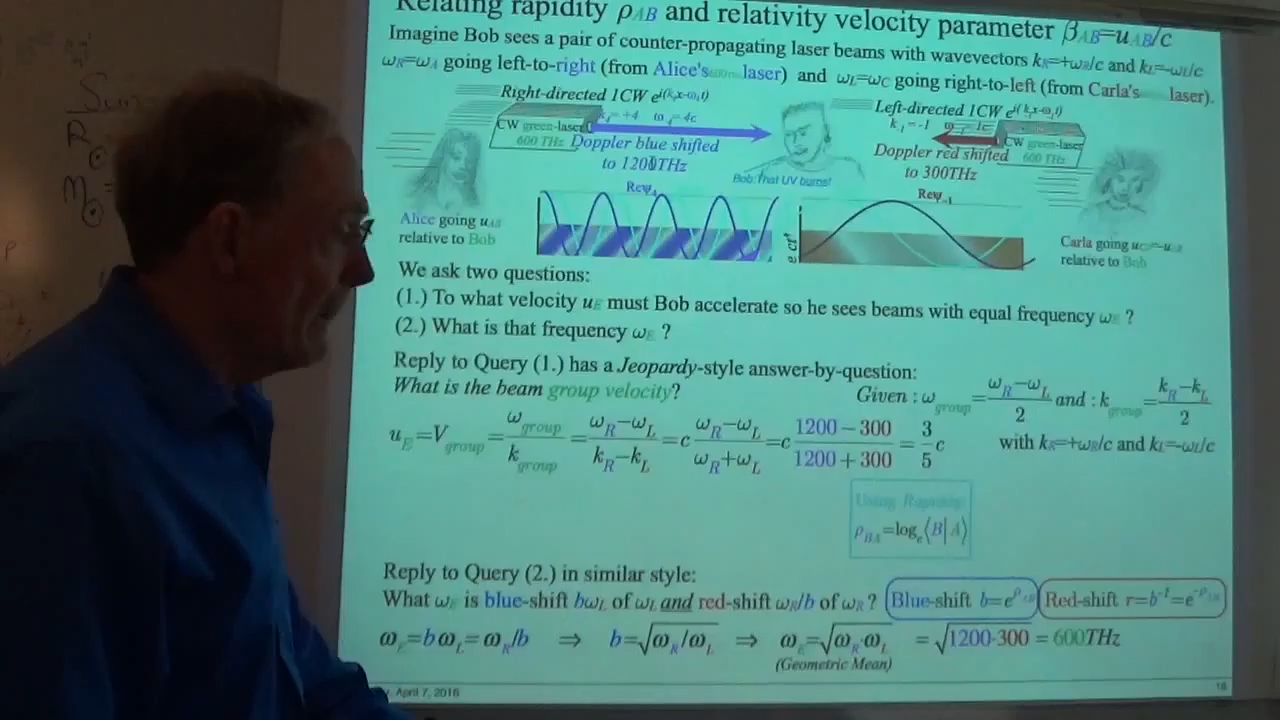 Relating rapidity ρAB and relativity velocity parameter βAB=uAB/c
Imagine Bob sees a pair of counter-propagating laser beams with wavevectors kR=+ωR/c and kL=-ωL/c
ωR=ωA going left-to-right (from Alice's 600THz laser) and ωL=ωC going right-to-left (from Carla's laser).
Right-directed 1CW
Left-directed 1CW
CW green-laser
600 THz
=+4 ω =4c
Doppler blue shifted
to 1200THz
Doppler red shifted
to 300THz
CW green-laser
600 THz
Bob: That UV burns!
Reψ
Reψ-1
Alice going uAB
relative to Bob
Carla going
relative to Bob
We ask two questions:
(1.) To what velocity uE must Bob accelerate so he sees beams with equal frequency ωE ?
(2.) What is that frequency ωE ?
Reply to Query (1.) has a Jeopardy-style answer-by-question:
What is the beam group velocity?
Given : ωgroup = (ωR−ωL)/2 and : kgroup = (kR−kL)/2
uE=Vgroup = ωgroup/kgroup = (ωR−ωL)/(kR−kL) = c (ωR−ωL)/(ωR+ωL) = c (1200−300)/(1200+300) = 3/5 c
with kR=+ωR/c and kL=-ωL/c
Using Rapidity
ρBA=loge⟨B|A⟩
Reply to Query (2.) in similar style:
What ωE is blue-shift bωL of ωL and red-shift ωR/b of ωR ?
Blue-shift b=e^ρAB
Red-shift r=b^-1=e^-ρAB
ωE=bωL=ωR/b ⇒ b=√ωR/ωL ⇒ ωE=√ωR·ωL =√1200·300 = 600THz
(Geometric Mean)
April 7, 2016